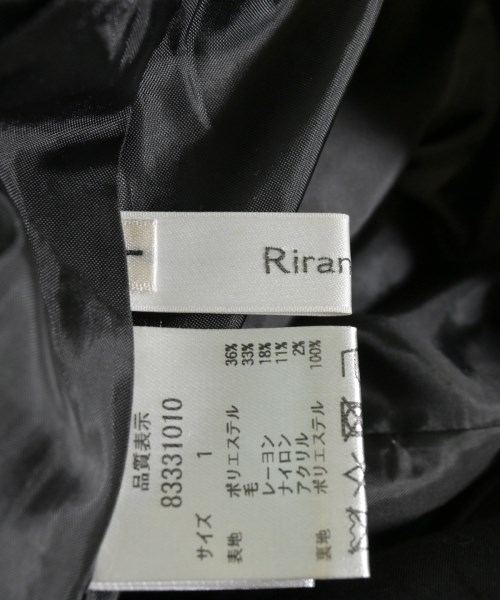 Riran
品質表示
83331010
サイズ 1
表地 ポリエステル 36%
毛 33%
レーヨン 18%
ナイロン 11%
アクリル 2%
裏地 ポリエステル 100%